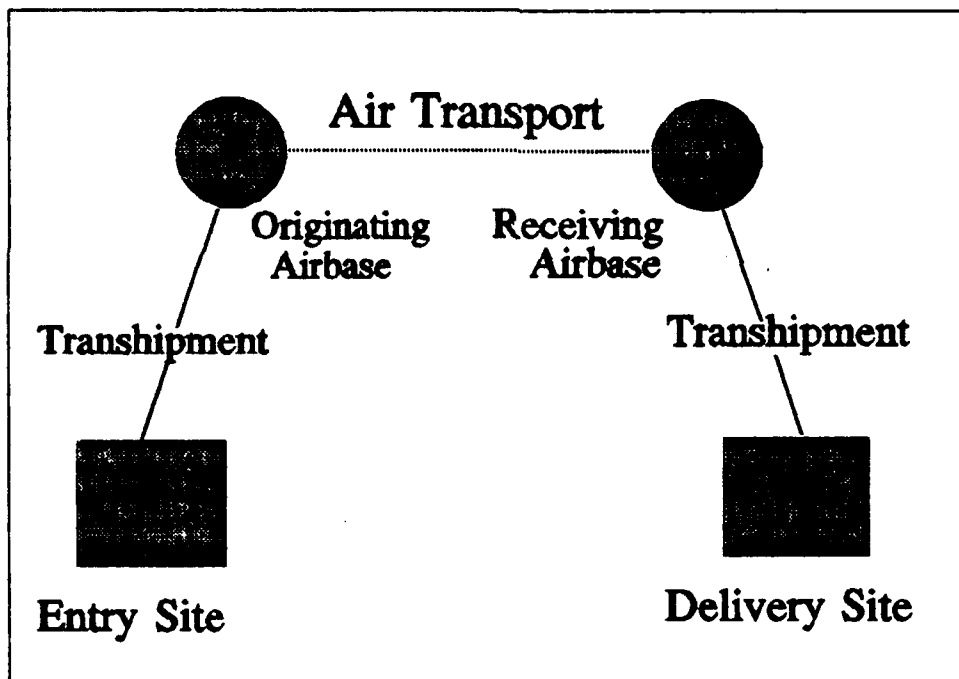 Air Transport
Originating
Airbase
Receiving
Airbase
Transhipment
Transhipment
Entry Site
Delivery Site